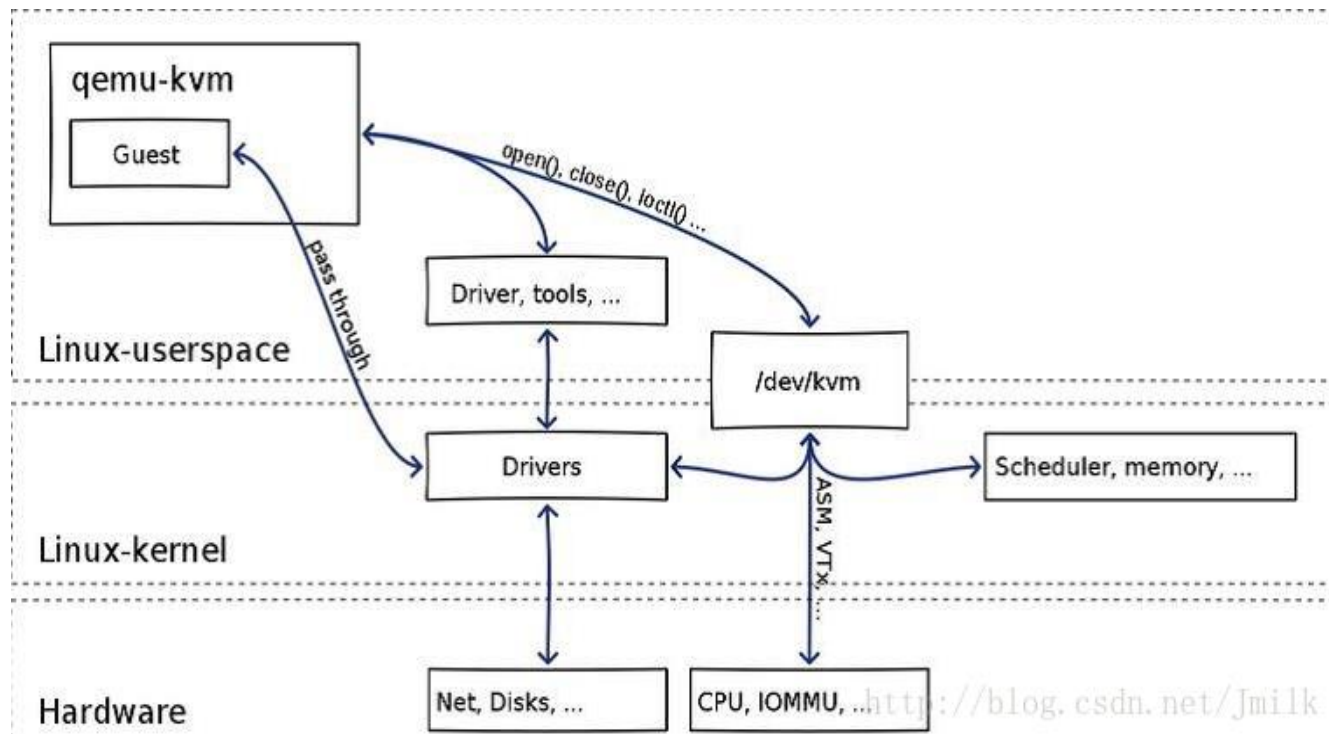 qemu-kvm
Guest
open(), close(), Ioctl() ...
pass through
Driver, tools, ...
Linux-userspace
/dev/kvm
Drivers
Scheduler, memory, ...
ASM, VTx, ...
Linux-kernel
Net, Disks, ...
CPU, IOMMU, ...
http://blog.csdn.net/Jmilk
Hardware